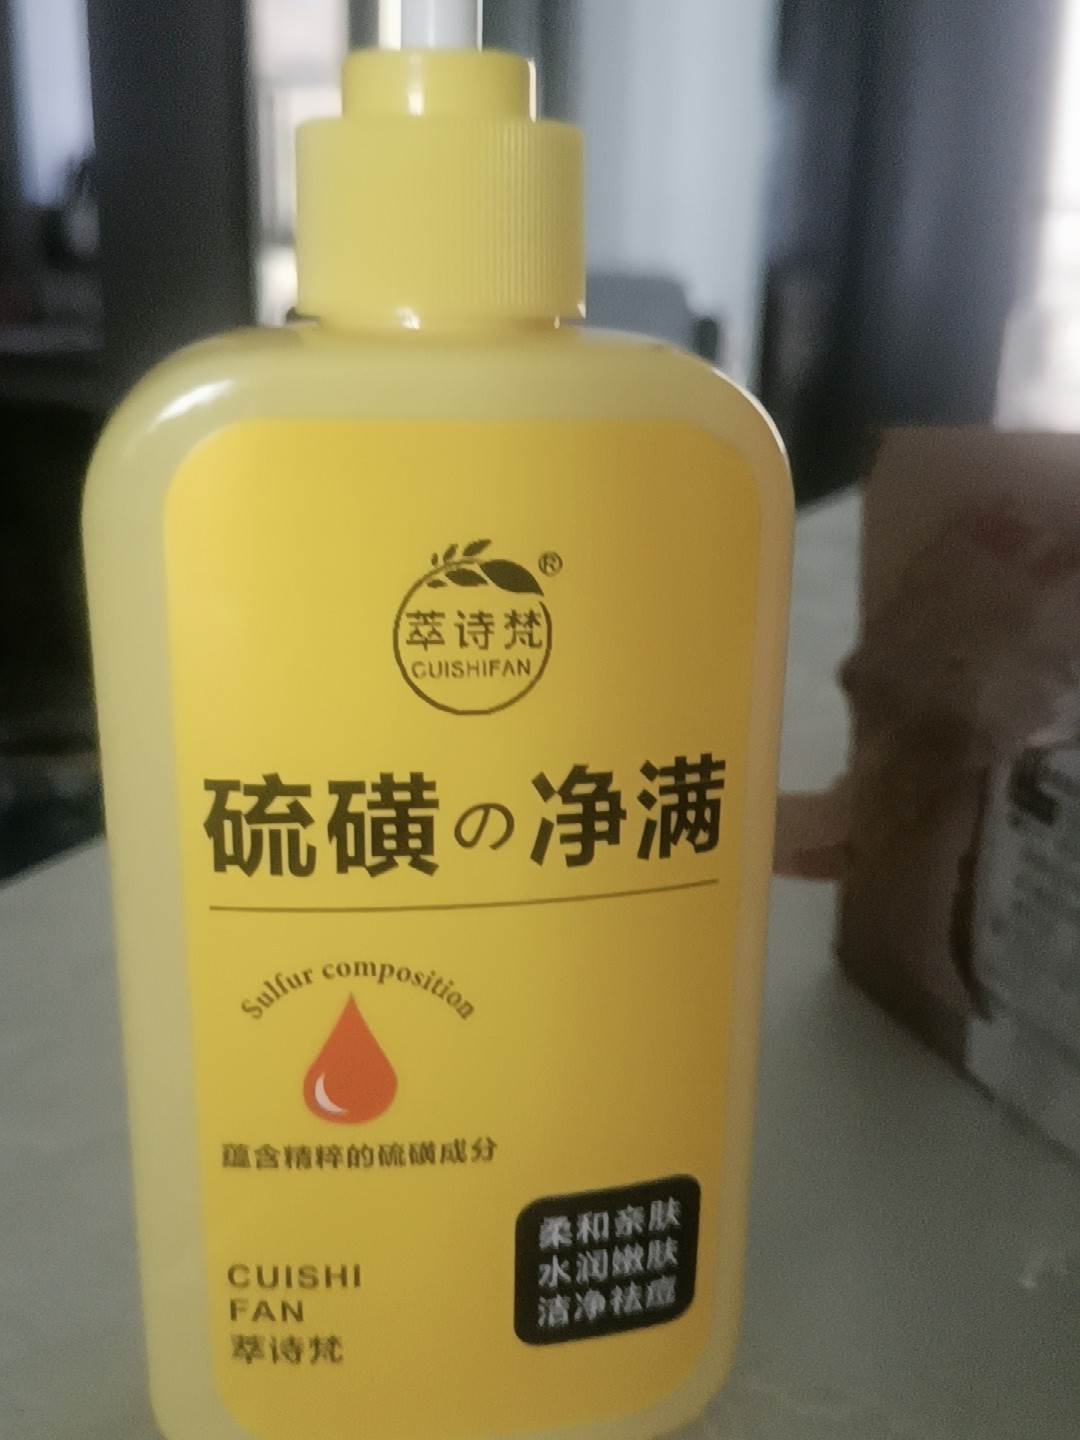 ®
萃诗梵
CUISHIFAN
硫磺の净满
Sulfur composition
蕴含精粹的硫磺成分
柔和亲肤
水润嫩肤
洁净祛痘
CUISHI
FAN
萃诗梵